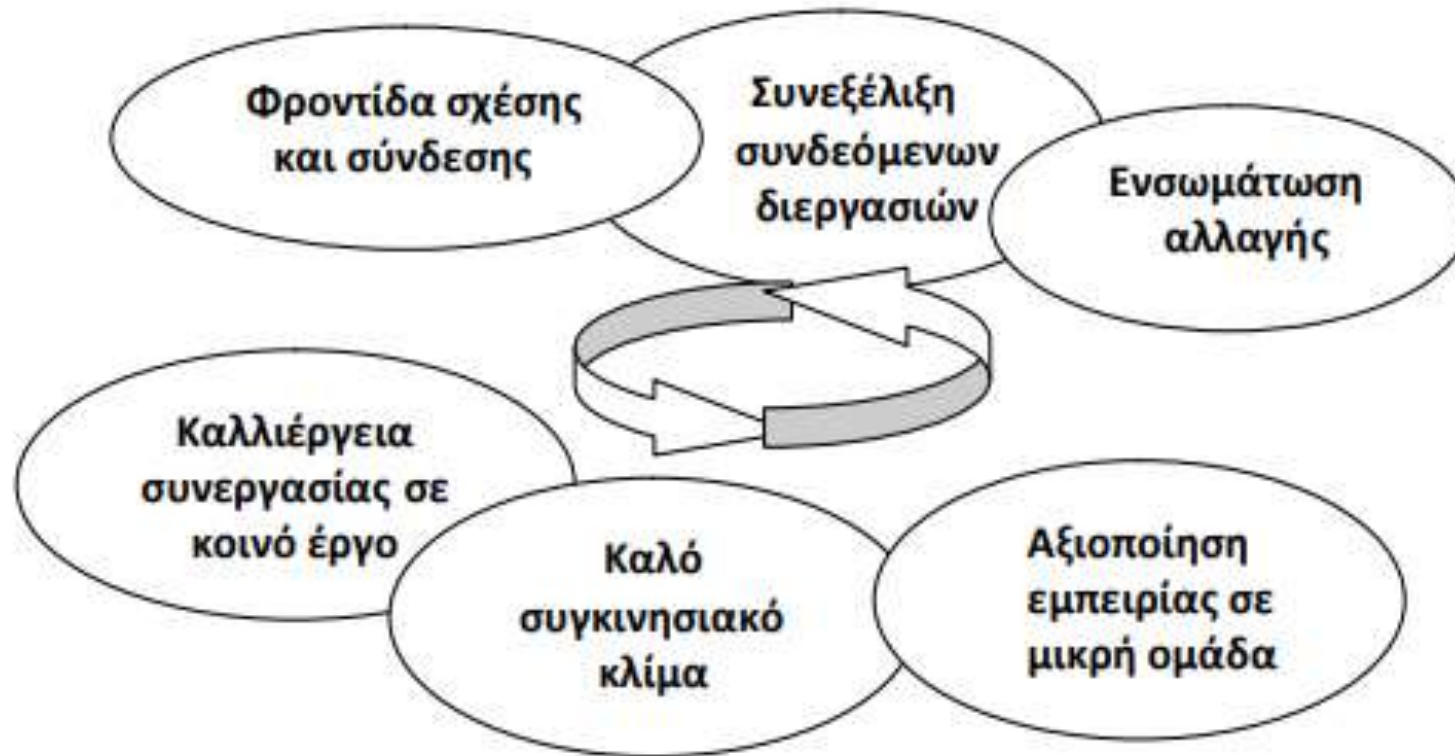 Φροντίδα σχέσης
και σύνδεσης
Συνεξέλιξη
συνδεόμενων
διεργασιών
Ενσωμάτωση
αλλαγής
Καλλιέργεια
συνεργασίας σε
κοινό έργο
Καλό
συγκινησιακό
κλίμα
Αξιοποίηση
εμπειρίας σε
μικρή ομάδα